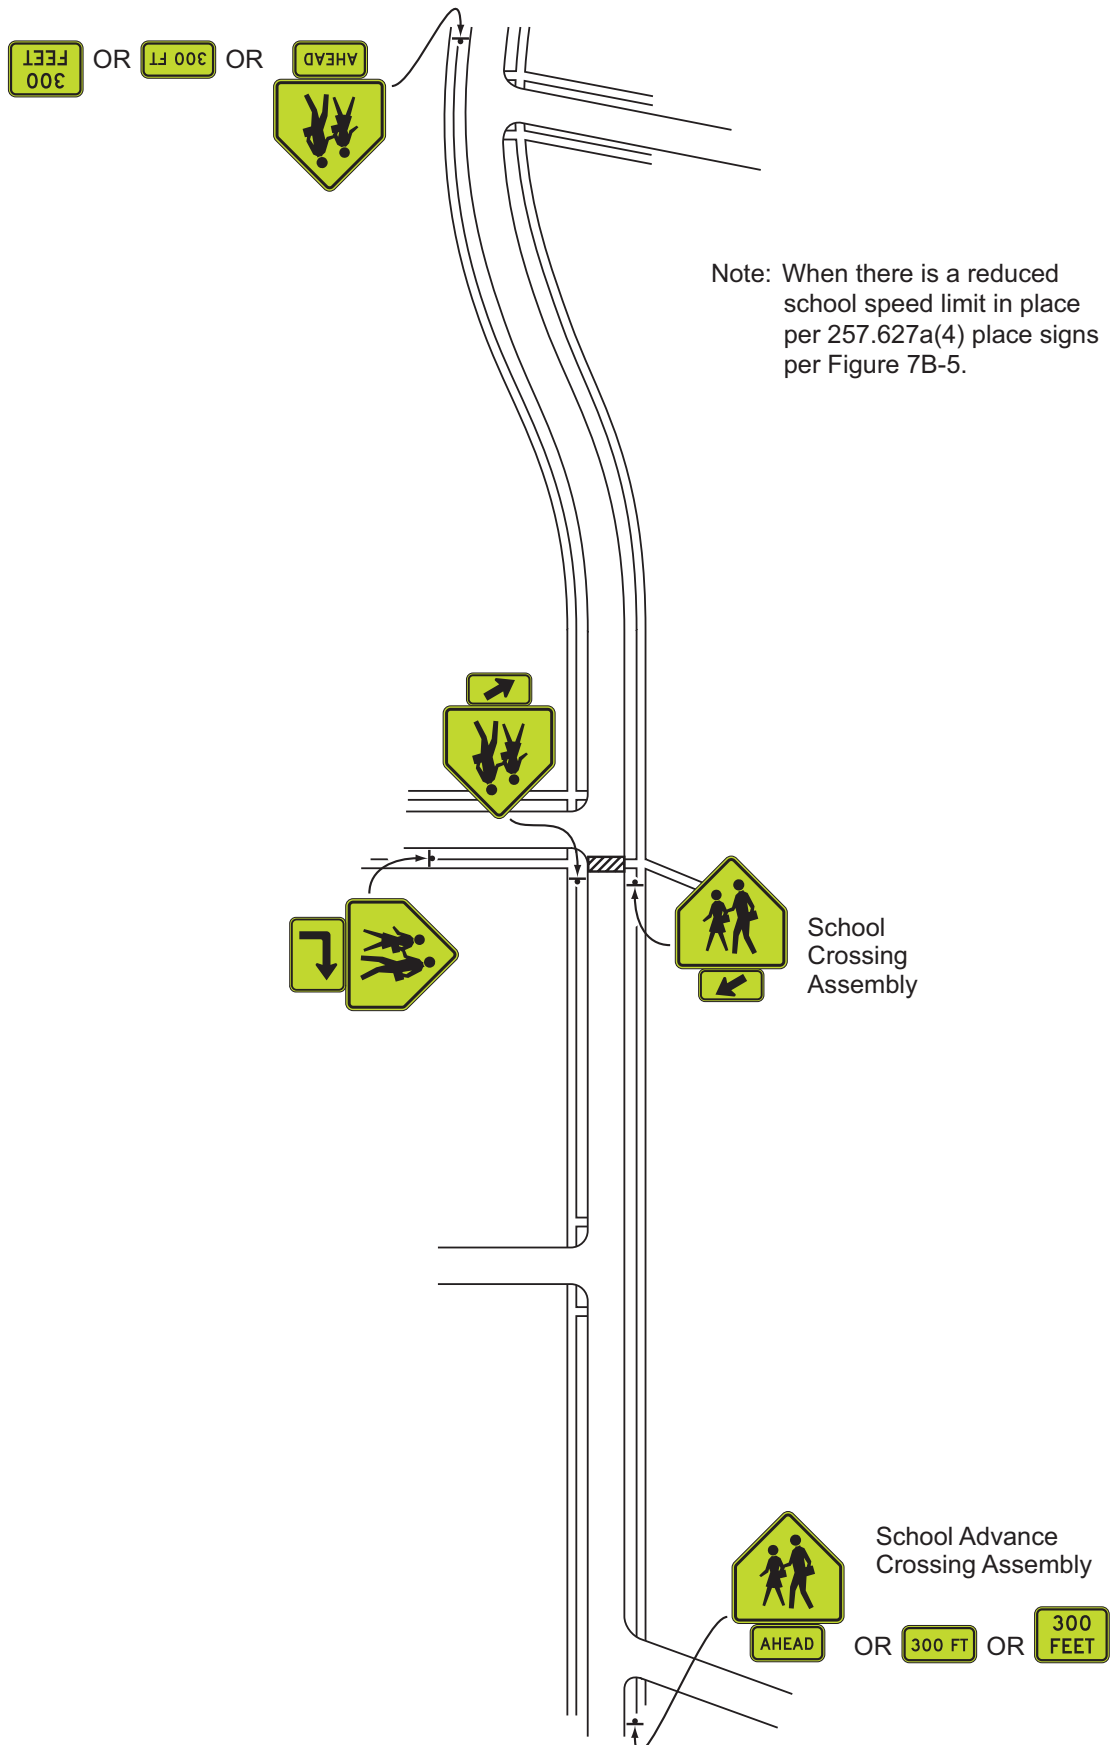 300
FEET
OR
300 FT
OR
AHEAD
Note: When there is a reduced
school speed limit in place
per 257.627a(4) place signs
per Figure 7B-5.
School
Crossing
Assembly
School Advance
Crossing Assembly
AHEAD
OR
300 FT
OR
300
FEET